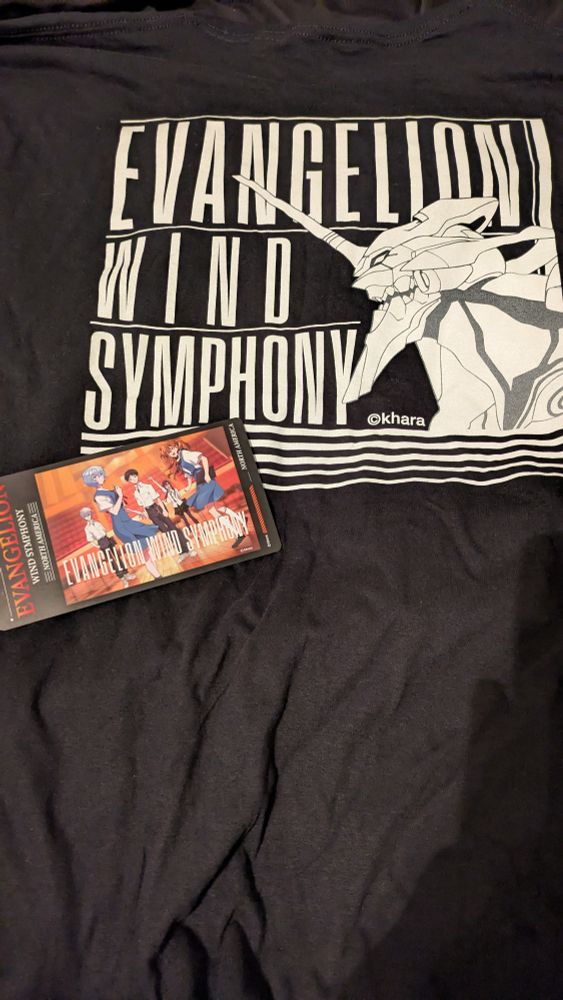 EVANGELION
WIND
SYMPHONY
©khara
EVANGELION
WIND SYMPHONY
NORTH AMERICA
EVANGELION WIND SYMPHONY
NORTH AMERICA